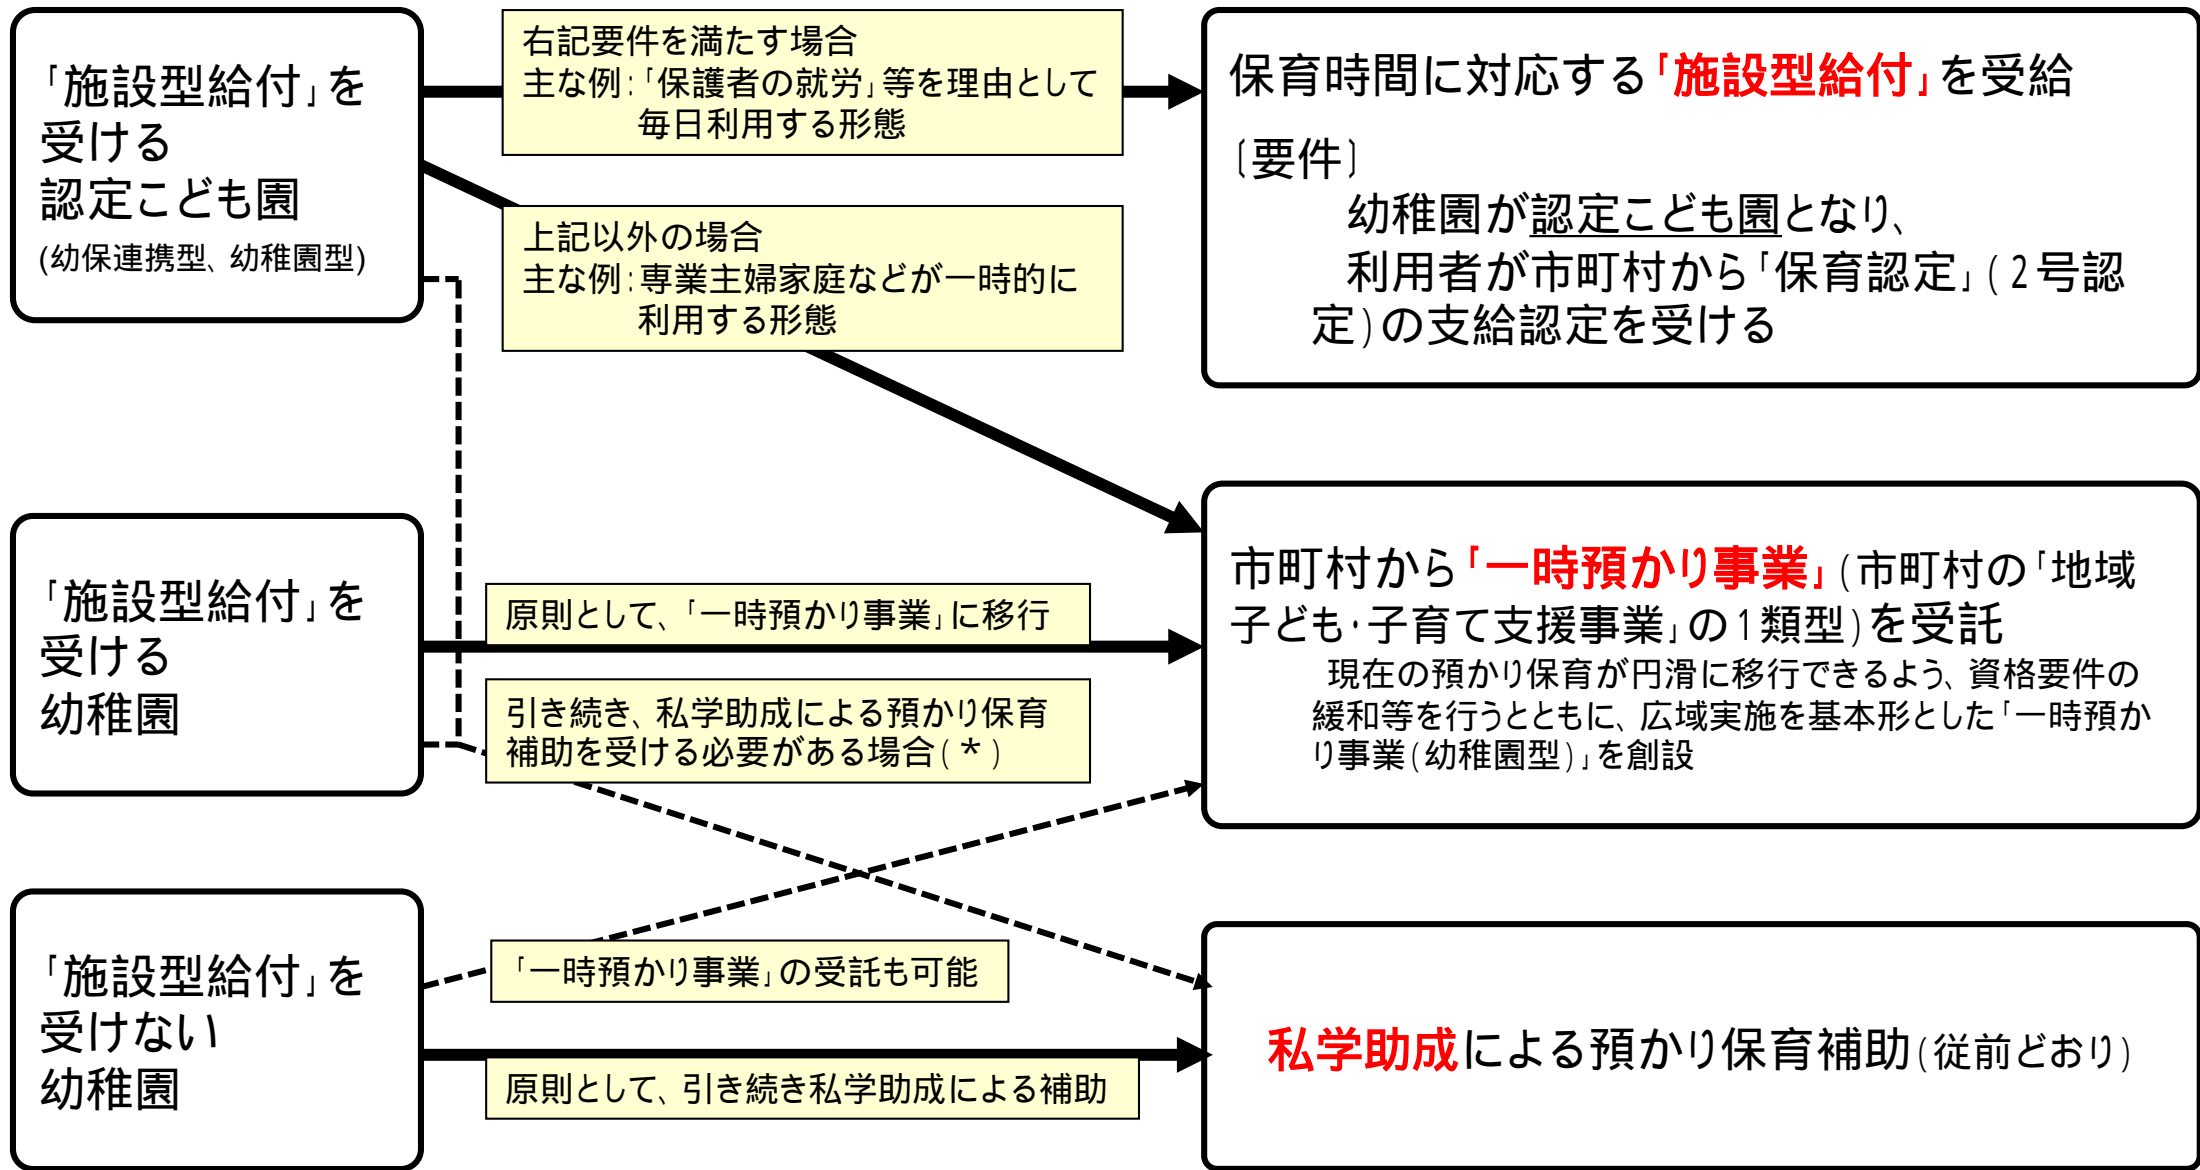 「施設型給付」を
受ける
認定こども園
(幼保連携型、幼稚園型)
右記要件を満たす場合
主な例:「保護者の就労」等を理由として
毎日利用する形態
上記以外の場合
主な例:専業主婦家庭などが一時的に
利用する形態
保育時間に対応する「施設型給付」を受給
〔要件〕
幼稚園が認定こども園となり、
利用者が市町村から「保育認定」(2号認
定)の支給認定を受ける
「施設型給付」を
受ける
幼稚園
原則として、「一時預かり事業」に移行
引き続き、私学助成による預かり保育
補助を受ける必要がある場合(*)
市町村から「一時預かり事業」(市町村の「地域
子ども・子育て支援事業」の1類型)を受託
現在の預かり保育が円滑に移行できるよう、資格要件の
緩和等を行うとともに、広域実施を基本形とした「一時預か
り事業(幼稚園型)」を創設
「施設型給付」を
受けない
幼稚園
「一時預かり事業」の受託も可能
原則として、引き続き私学助成による補助
私学助成による預かり保育補助(従前どおり)